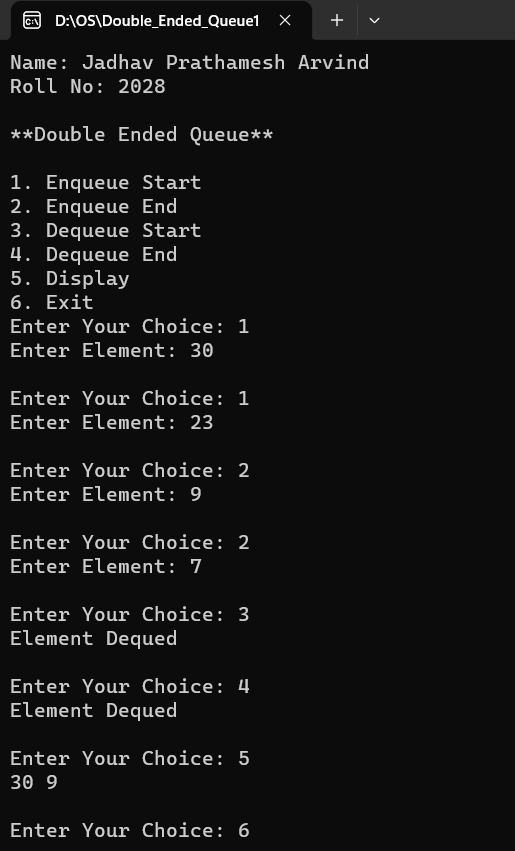 D:\OS\Double_Ended_Queue1
Name: Jadhav Prathamesh Arvind
Roll No: 2028
**Double Ended Queue**
1. Enqueue Start
2. Enqueue End
3. Dequeue Start
4. Dequeue End
5. Display
6. Exit
Enter Your Choice: 1
Enter Element: 30
Enter Your Choice: 1
Enter Element: 23
Enter Your Choice: 2
Enter Element: 9
Enter Your Choice: 2
Enter Element: 7
Enter Your Choice: 3
Element Dequed
Enter Your Choice: 4
Element Dequed
Enter Your Choice: 5
30 9
Enter Your Choice: 6